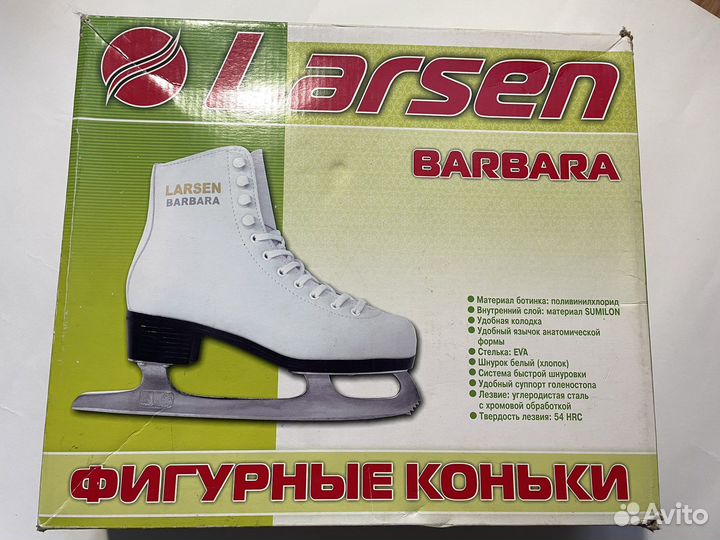 Larsen
BARBARA
LARSEN
BARBARA
Материал ботинка: поливинилхлорид
Внутренний слой: материал SUMILON
Удобная колодка
Удобный язычок анатомической
формы
Стелька: EVA
Шнурок белый (хлопок)
Система быстрой шнуровки
Удобный суппорт голеностопа
Лезвие: углеродистая сталь
с хромовой обработкой
Твердость лезвия: 54 HRC
ФИГУРНЫЕ КОНЬКИ
Avito